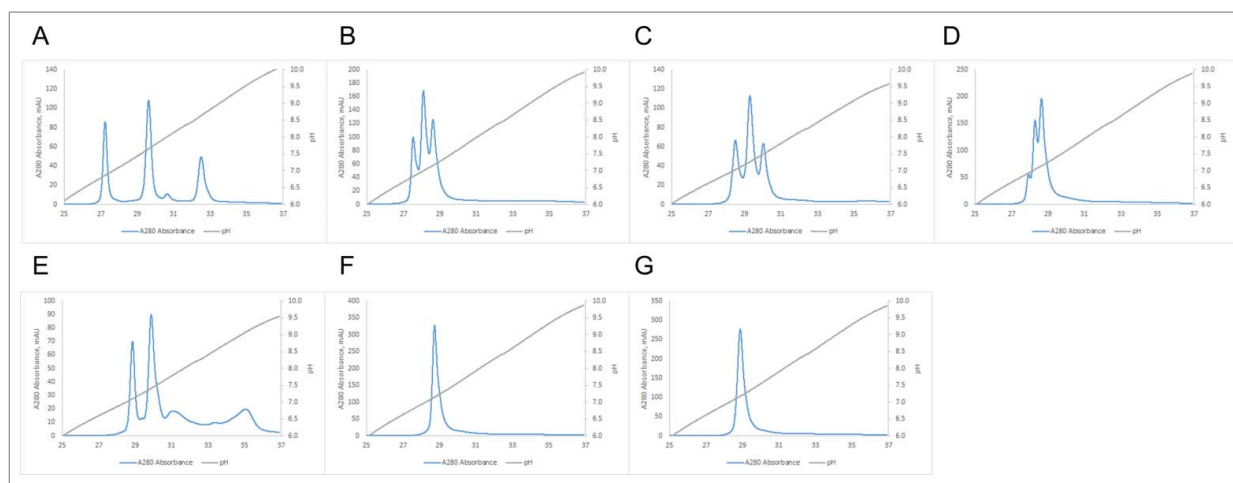 A
140 10.0
120 9.5
100 9.0
80 8.5
60 8.0
40 7.5
20 7.0
0 6.5
6.0
A280 Absorbance, mAU
pH
25 27 29 31 33 35 37
A280 Absorbance pH
B
200 10.0
180 9.5
160 9.0
140 8.5
120 8.0
100 7.5
80 7.0
60 6.5
40 6.0
20
0
A280 Absorbance, mAU
pH
25 27 29 31 33 35 37
A280 Absorbance pH
C
140 10.0
120 9.5
100 9.0
80 8.5
60 8.0
40 7.5
20 7.0
0 6.5
6.0
A280 Absorbance, mAU
pH
25 27 29 31 33 35 37
A280 Absorbance pH
D
250 10.0
200 9.5
150 9.0
100 8.5
50 8.0
0 7.5
7.0
6.5
6.0
A280 Absorbance, mAU
pH
25 27 29 31 33 35 37
A280 Absorbance pH
E
100 10.0
90 9.5
80 9.0
70 8.5
60 8.0
50 7.5
40 7.0
30 6.5
20 6.0
10
0
A280 Absorbance, mAU
pH
25 27 29 31 33 35 37
A280 Absorbance pH
F
400 10.0
350 9.5
300 9.0
250 8.5
200 8.0
150 7.5
100 7.0
50 6.5
0 6.0
A280 Absorbance, mAU
pH
25 27 29 31 33 35 37
A280 Absorbance pH
G
350 10.0
300 9.5
250 9.0
200 8.5
150 8.0
100 7.5
50 7.0
0 6.5
6.0
A280 Absorbance, mAU
pH
25 27 29 31 33 35 37
A280 Absorbance pH